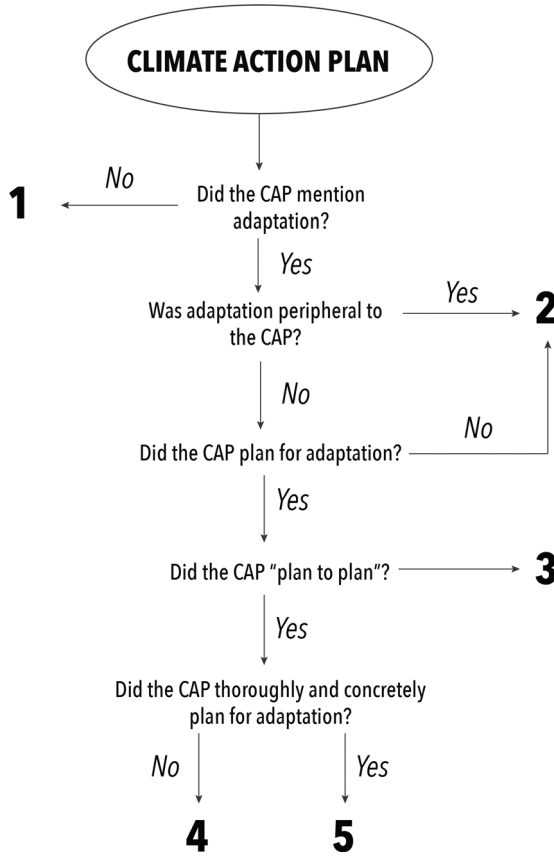 CLIMATE ACTION PLAN
No
1
Did the CAP mention
adaptation?
Yes
Was adaptation peripheral to
the CAP?
Yes
2
No
Did the CAP plan for adaptation?
No
Yes
Did the CAP “plan to plan”?
3
Yes
Did the CAP thoroughly and concretely
plan for adaptation?
No
Yes
4
5